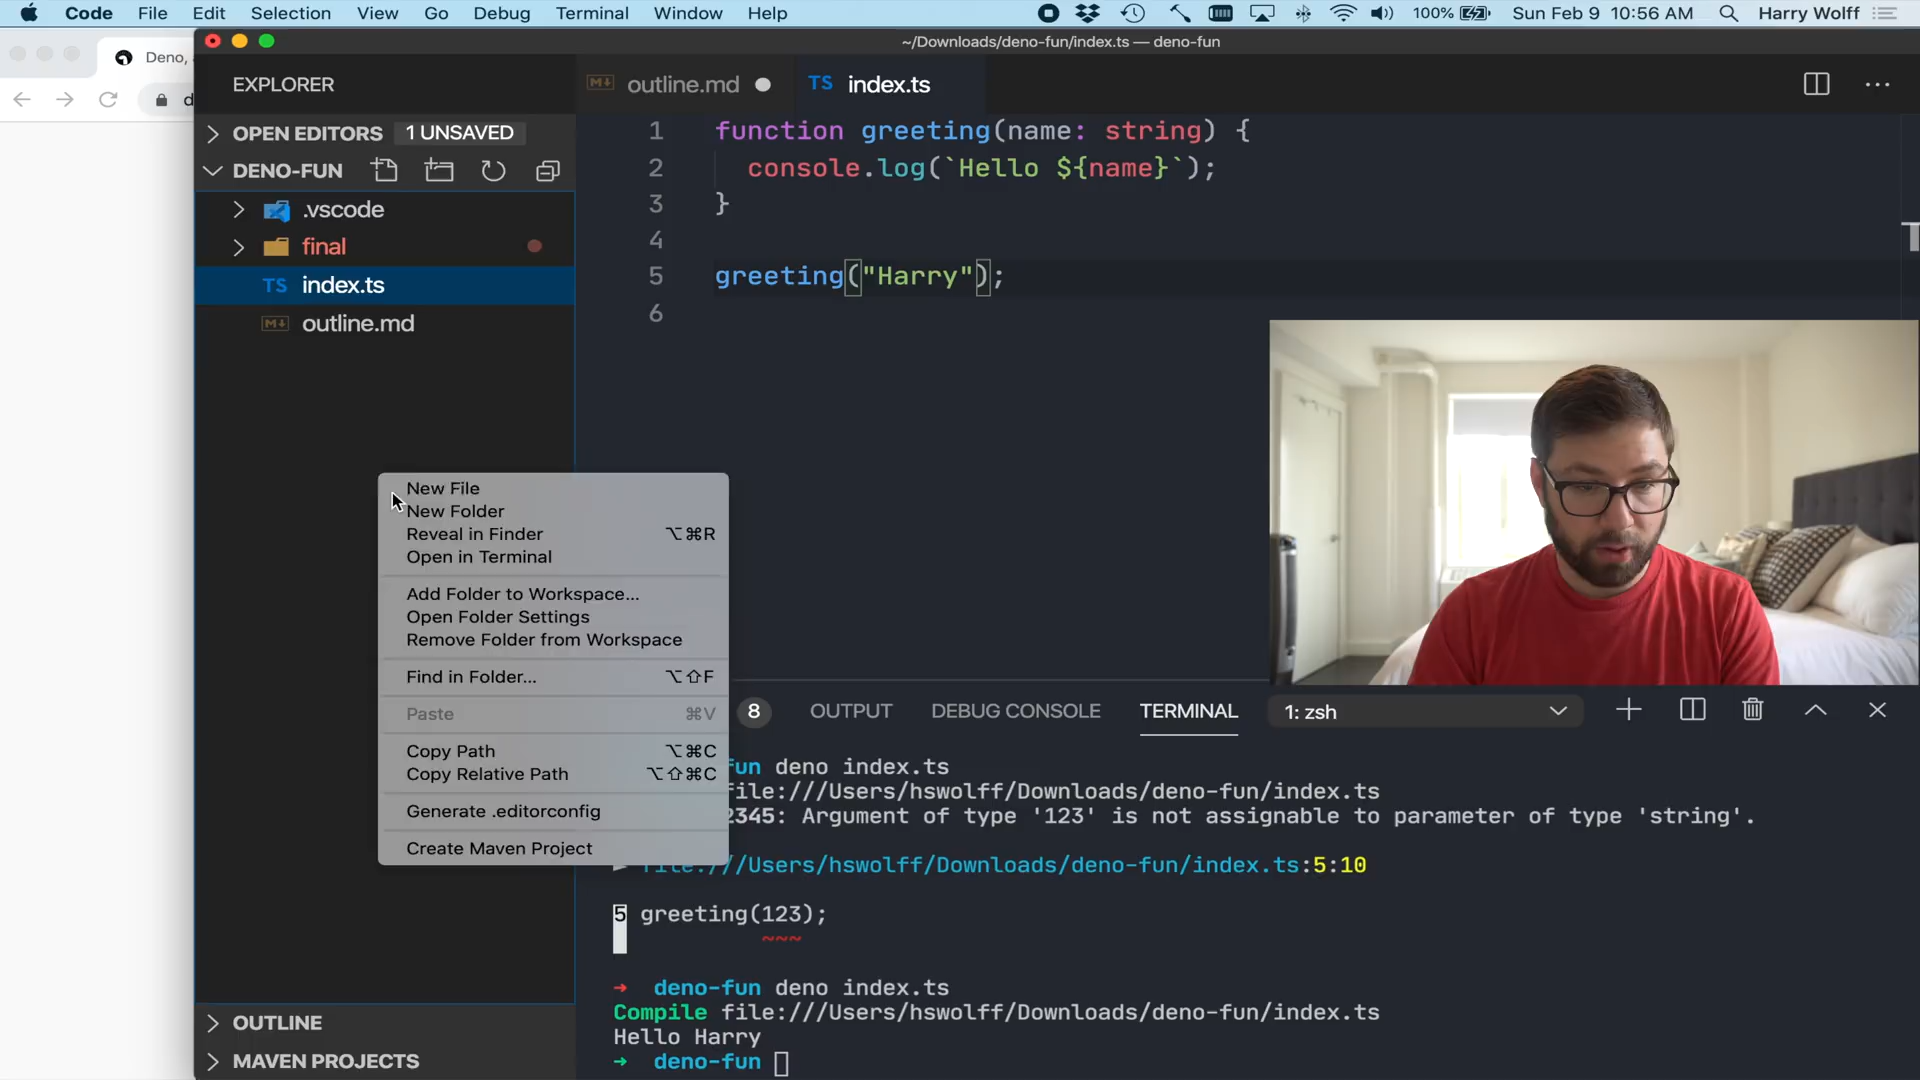 Code File Edit Selection View Go Debug Terminal Window Help 100% Sun Feb 9 10:56 AM Harry Wolff
~/Downloads/deno-fun/index.ts — deno-fun
Deno,
EXPLORER
outline.md
TS index.ts
OPEN EDITORS 1 UNSAVED
DENO-FUN
.vscode
final
TS index.ts
outline.md
1 function greeting(name: string) {
2 console.log(`Hello ${name}`);
3 }
4
5 greeting("Harry");
6
New File
New Folder
Reveal in Finder ⌥⌘R
Open in Terminal
Add Folder to Workspace...
Open Folder Settings
Remove Folder from Workspace
Find in Folder... ⌥⇧F
Paste ⌘V
Copy Path ⌥⌘C
Copy Relative Path ⌥⇧⌘C
Generate .editorconfig
Create Maven Project
8 OUTPUT DEBUG CONSOLE TERMINAL 1: zsh
fun deno index.ts
file:///Users/hswolff/Downloads/deno-fun/index.ts
2345: Argument of type '123' is not assignable to parameter of type 'string'.
► file:///Users/hswolff/Downloads/deno-fun/index.ts:5:10
5 greeting(123);
~~~
➜ deno-fun deno index.ts
Compile file:///Users/hswolff/Downloads/deno-fun/index.ts
Hello Harry
➜ deno-fun
OUTLINE
MAVEN PROJECTS